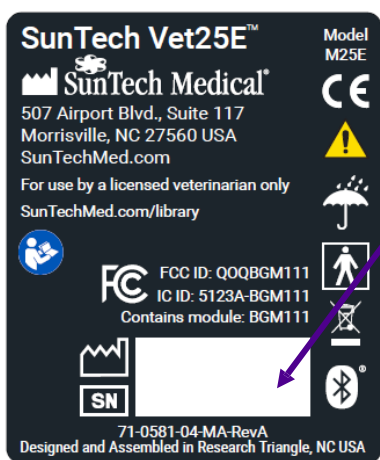 SunTech Vet25E™
Model
M25E
SunTech Medical®
507 Airport Blvd., Suite 117
Morrisville, NC 27560 USA
SunTechMed.com
For use by a licensed veterinarian only
SunTechMed.com/library
CE
FC
FCC ID: QOQBGM111
IC ID: 5123A-BGM111
Contains module: BGM111
SN
®
71-0581-04-MA-RevA
Designed and Assembled in Research Triangle, NC USA